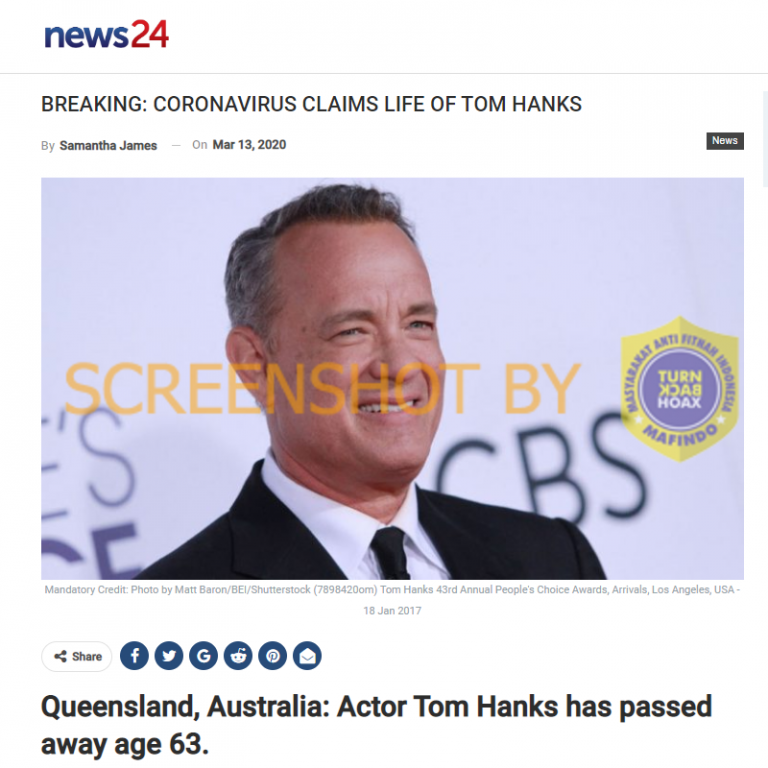 news24
BREAKING: CORONAVIRUS CLAIMS LIFE OF TOM HANKS
By Samantha James — On Mar 13, 2020
News
SCREENSHOT BY
MASYARAKAT ANTI FITNAH INDONESIA
TURN
BACK
HOAX
MAFINDO
E'S
CE
CBS
Mandatory Credit: Photo by Matt Baron/BEI/Shutterstock (7898420om) Tom Hanks 43rd Annual People's Choice Awards, Arrivals, Los Angeles, USA -
18 Jan 2017
Share
Queensland, Australia: Actor Tom Hanks has passed
away age 63.